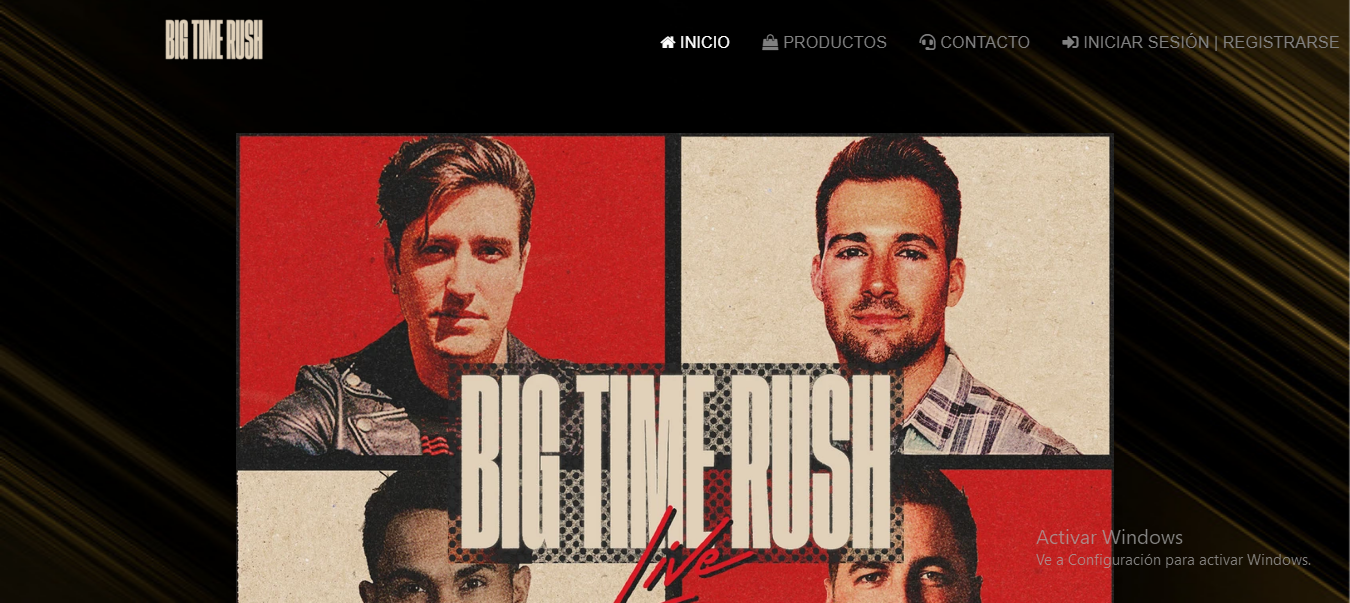 BIG TIME RUSH
INICIO PRODUCTOS CONTACTO INICIAR SESIÓN | REGISTRARSE
BIG TIME RUSH
live
Activar Windows
Ve a Configuración para activar Windows.